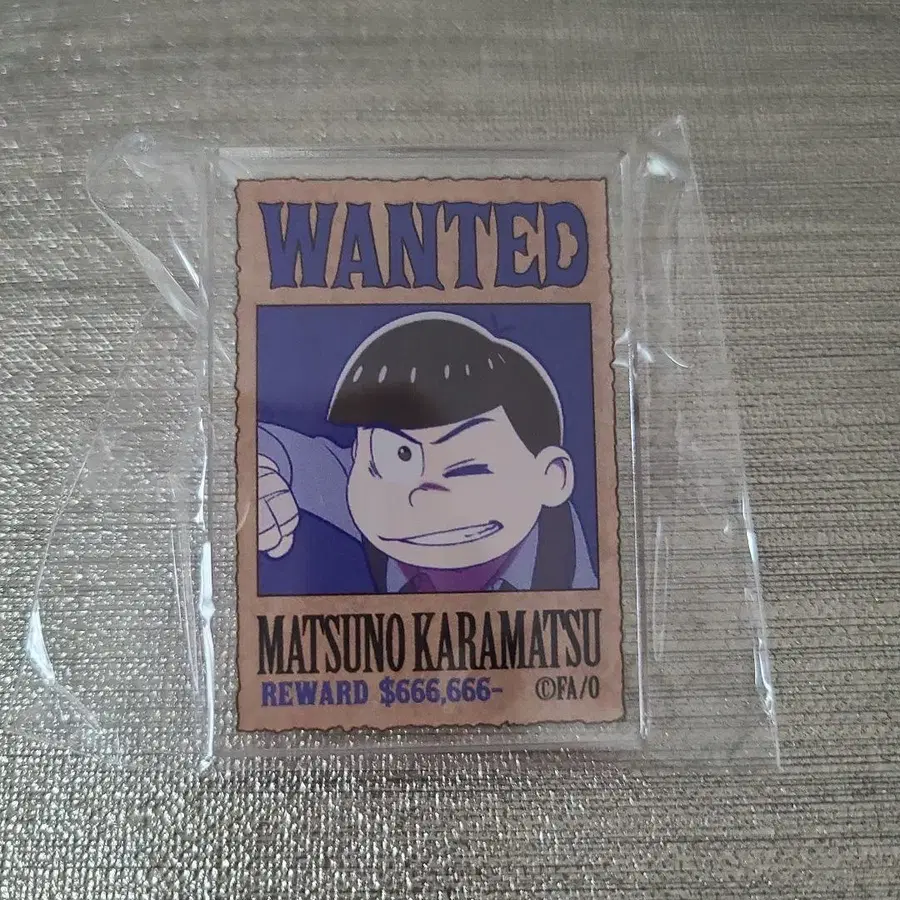 WANTED
MATSUNO KARAMATSU
REWARD $666,666-
©FA/O